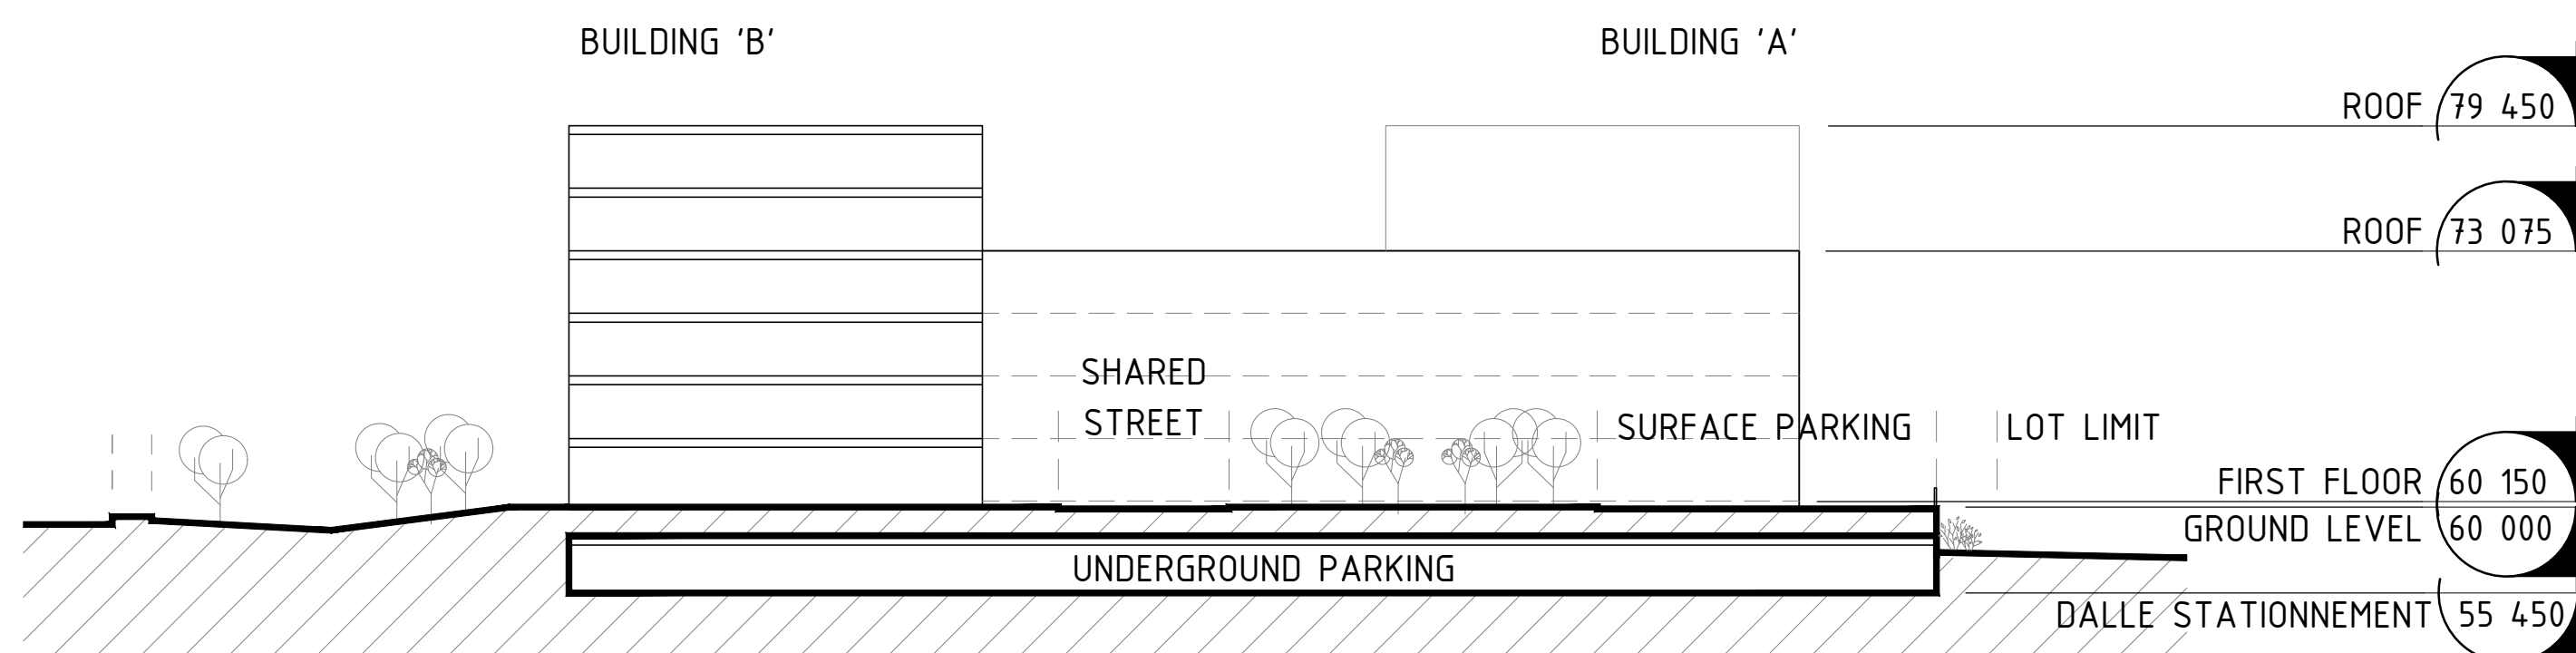 BUILDING 'B'
BUILDING 'A'
ROOF 79 450
ROOF 73 075
SHARED
STREET
SURFACE PARKING
LOT LIMIT
FIRST FLOOR 60 150
GROUND LEVEL 60 000
UNDERGROUND PARKING
DALLE STATIONNEMENT 55 450